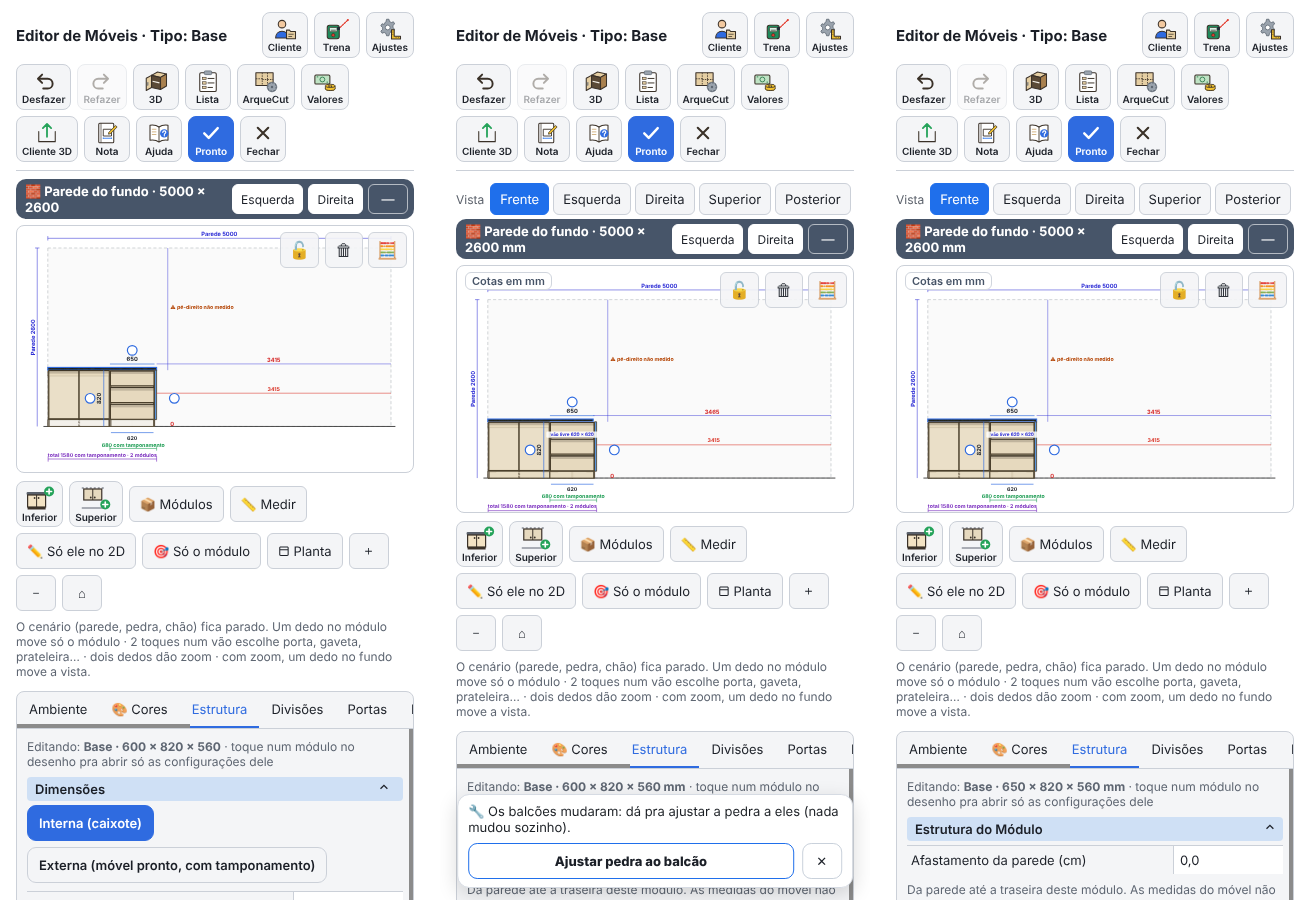 Editor de Móveis · Tipo: Base
Cliente
Trena
Ajustes
Desfazer
Refazer
3D
Lista
ArqueCut
Valores
Cliente 3D
Nota
Ajuda
Pronto
Fechar
Parede do fundo · 5000 ×
2600
Esquerda
Direita
—
Parede 5000
Parede 2600
pé-direito não medido
650
3415
3415
820
0
620
680 com tamponamento
total 1580 com tamponamento · 2 módulos
Inferior
Superior
Módulos
Medir
Só ele no 2D
Só o módulo
Planta
+
−
⌂
O cenário (parede, pedra, chão) fica parado. Um dedo no módulo
move só o módulo · 2 toques num vão escolhe porta, gaveta,
prateleira... · dois dedos dão zoom · com zoom, um dedo no fundo
move a vista.
Ambiente
Cores
Estrutura
Divisões
Portas
Editando: Base · 600 × 820 × 560 · toque num módulo no
desenho pra abrir só as configurações dele
Dimensões
Interna (caixote)
Externa (móvel pronto, com tamponamento)
Editor de Móveis · Tipo: Base
Cliente
Trena
Ajustes
Desfazer
Refazer
3D
Lista
ArqueCut
Valores
Cliente 3D
Nota
Ajuda
Pronto
Fechar
Vista
Frente
Esquerda
Direita
Superior
Posterior
Parede do fundo · 5000 ×
2600 mm
Esquerda
Direita
—
Cotas em mm
Parede 5000
Parede 2600
pé-direito não medido
650
3465
vão livre 620 × 620
3415
820
0
620
680 com tamponamento
total 1580 com tamponamento · 2 módulos
Inferior
Superior
Módulos
Medir
Só ele no 2D
Só o módulo
Planta
+
−
⌂
O cenário (parede, pedra, chão) fica parado. Um dedo no módulo
move só o módulo · 2 toques num vão escolhe porta, gaveta,
prateleira... · dois dedos dão zoom · com zoom, um dedo no fundo
move a vista.
Ambiente
Cores
Estrutura
Divisões
Portas
Editando: Base · 600 × 820 × 560 mm · toque num módulo no
Os balcões mudaram: dá pra ajustar a pedra a eles (nada
mudou sozinho).
Ajustar pedra ao balcão
×
Da parede até a traseira deste módulo. As medidas do móvel não
Editor de Móveis · Tipo: Base
Cliente
Trena
Ajustes
Desfazer
Refazer
3D
Lista
ArqueCut
Valores
Cliente 3D
Nota
Ajuda
Pronto
Fechar
Vista
Frente
Esquerda
Direita
Superior
Posterior
Parede do fundo · 5000 ×
2600 mm
Esquerda
Direita
—
Cotas em mm
Parede 5000
Parede 2600
pé-direito não medido
650
3415
vão livre 620 × 620
3415
820
0
620
680 com tamponamento
total 1580 com tamponamento · 2 módulos
Inferior
Superior
Módulos
Medir
Só ele no 2D
Só o módulo
Planta
+
−
⌂
O cenário (parede, pedra, chão) fica parado. Um dedo no módulo
move só o módulo · 2 toques num vão escolhe porta, gaveta,
prateleira... · dois dedos dão zoom · com zoom, um dedo no fundo
move a vista.
Ambiente
Cores
Estrutura
Divisões
Portas
Editando: Base · 650 × 820 × 560 mm · toque num módulo no
desenho pra abrir só as configurações dele
Estrutura do Módulo
Afastamento da parede (cm)
0,0
Da parede até a traseira deste módulo. As medidas do móvel não